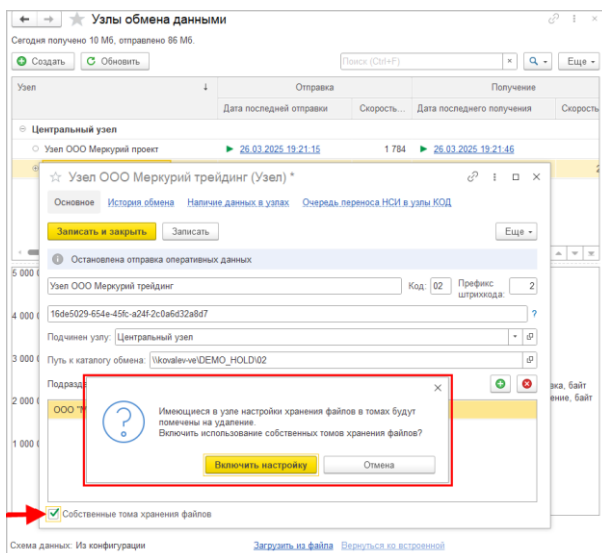 Узлы обмена данными
Сегодня получено 10 Мб, отправлено 86 Мб.
Создать Обновить Поиск (Ctrl+F) × Еще
Узел ↓ Отправка Получение
Дата последней отправки Скорость... Дата последнего получения Скорость
Центральный узел
Узел ООО Меркурий проект 26.03.2025 19:21:15 1 784 26.03.2025 19:21:46
Узел ООО Меркурий трейдинг (Узел) *
Основное История обмена Наличие данных в узлах Очередь переноса НСИ в узлы КОД
Записать и закрыть Записать Еще
Остановлена отправка оперативных данных
5 000
Узел ООО Меркурий трейдинг Код: 02 Префикс штрихкода: 2
4 000 16de5029-654e-45fc-a24f-2c0a6d32a8d7 ?
Подчинен узлу: Центральный узел
3 000 Путь к каталогу обмена: \\kovalev-ve\DEMO_HOLD\02
Подразд
вка, байт
2 000 ООО "М
ение, байт
Имеющиеся в узле настройки хранения файлов в томах будут
помечены на удаление.
Включить использование собственных томов хранения файлов?
1 000
Включить настройку Отмена
Собственные тома хранения файлов
Схема данных: Из конфигурации Загрузить из файла Вернуться ко встроенной